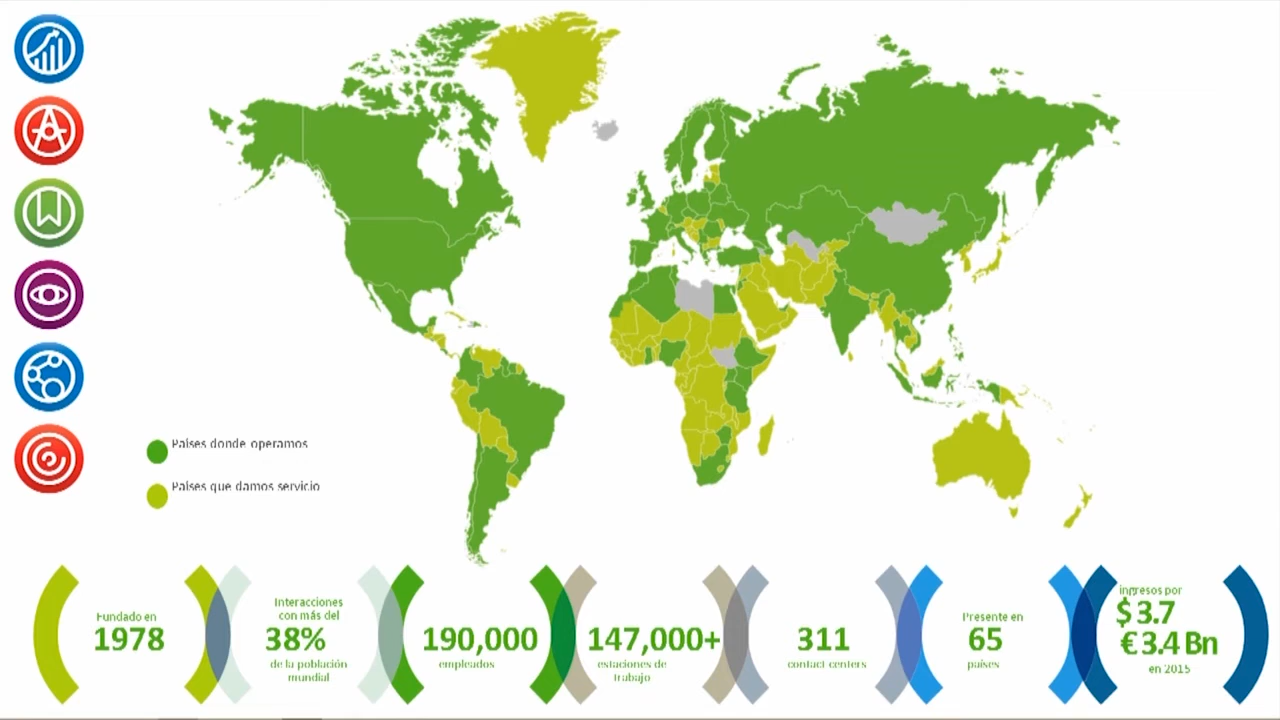 Países donde operamos
Países que damos servicio
Fundado en
1978
Interacciones
con más del
38%
de la población
mundial
190,000
empleados
147,000+
estaciones de
trabajo
311
contact centers
Presente en
65
países
ingresos por
$ 3.7
€ 3.4 Bn
en 2015